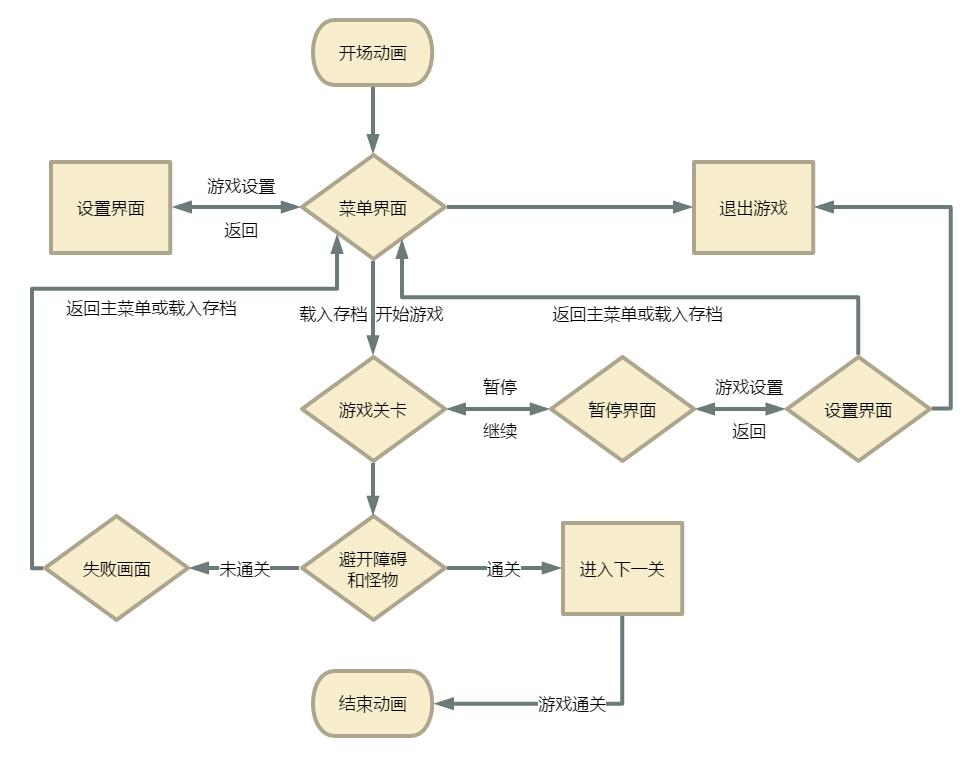 开场动画
设置界面
游戏设置
返回
菜单界面
退出游戏
返回主菜单或载入存档
载入存档
开始游戏
返回主菜单或载入存档
游戏关卡
暂停
继续
暂停界面
游戏设置
返回
设置界面
失败画面
未通关
避开障碍
和怪物
通关
进入下一关
结束动画
游戏通关